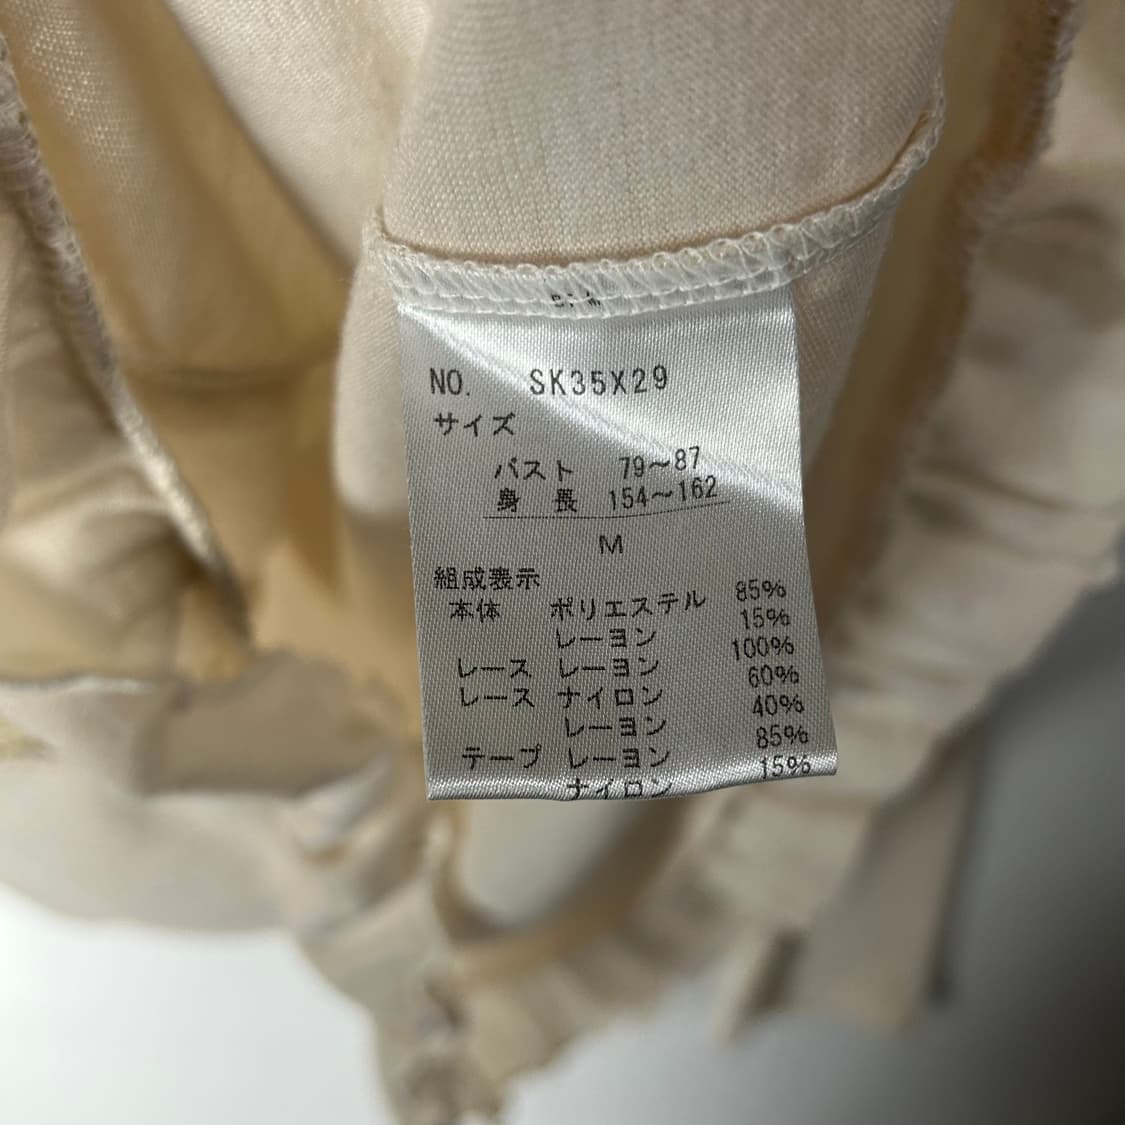 NO. SK35X29
サイズ
バスト 79～87
身 長 154～162
M
組成表示
本体 ポリエステル 85%
レーヨン 15%
レース レーヨン 100%
レース ナイロン 60%
レーヨン 40%
テープ レーヨン 85%
ナイロン 15%